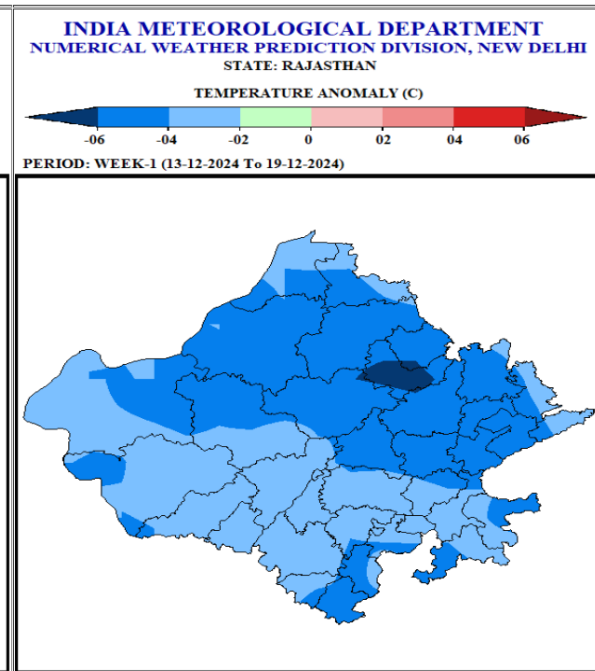 INDIA METEOROLOGICAL DEPARTMENT
NUMERICAL WEATHER PREDICTION DIVISION, NEW DELHI
STATE: RAJASTHAN
TEMPERATURE ANOMALY (C)
-06 -04 -02 0 02 04 06
PERIOD: WEEK-1 (13-12-2024 To 19-12-2024)